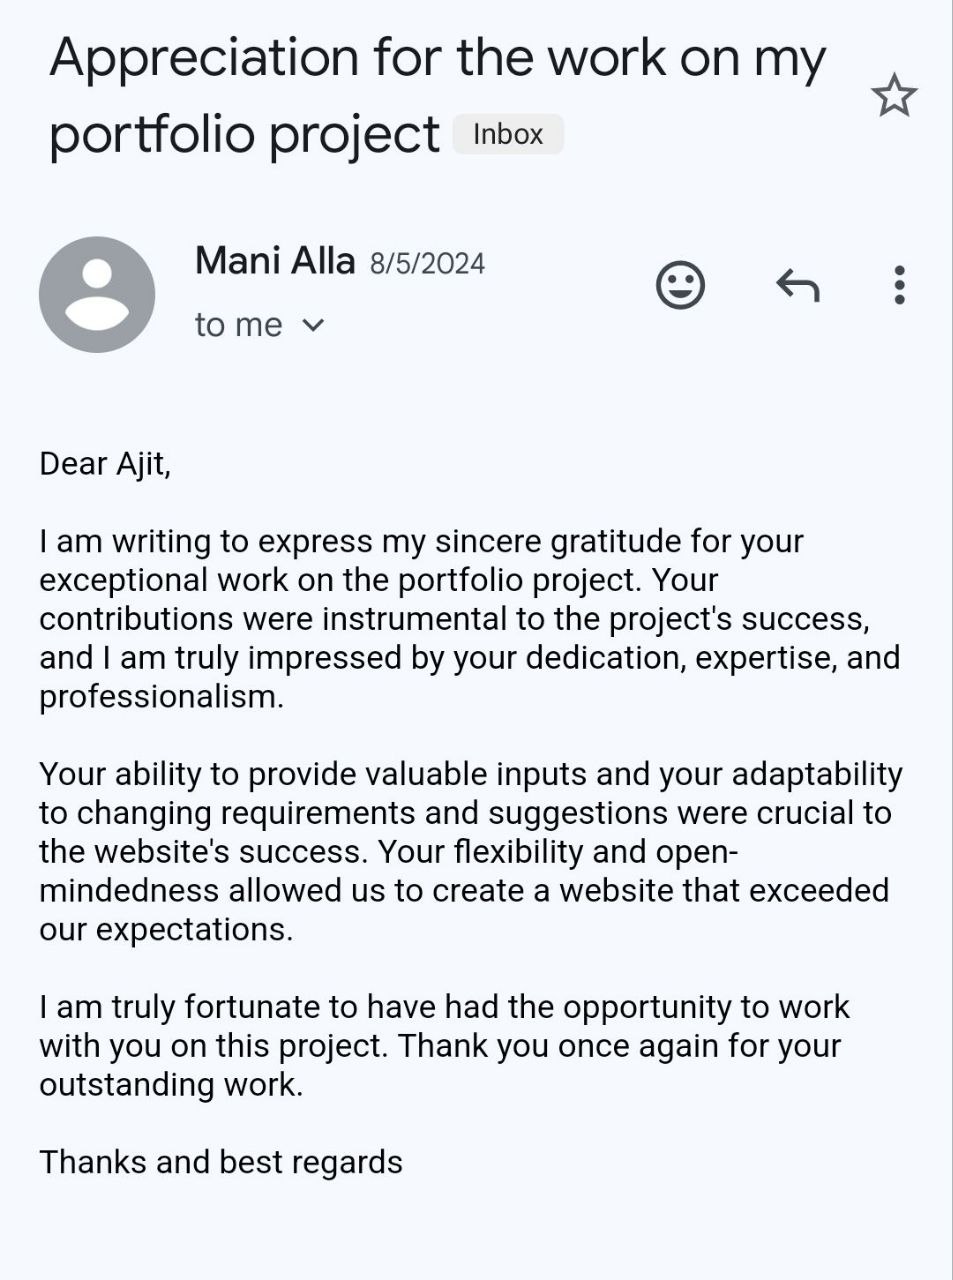 Appreciation for the work on my
portfolio project Inbox
Mani Alla 8/5/2024
to me
Dear Ajit,
I am writing to express my sincere gratitude for your
exceptional work on the portfolio project. Your
contributions were instrumental to the project's success,
and I am truly impressed by your dedication, expertise, and
professionalism.
Your ability to provide valuable inputs and your adaptability
to changing requirements and suggestions were crucial to
the website's success. Your flexibility and open-
mindedness allowed us to create a website that exceeded
our expectations.
I am truly fortunate to have had the opportunity to work
with you on this project. Thank you once again for your
outstanding work.
Thanks and best regards